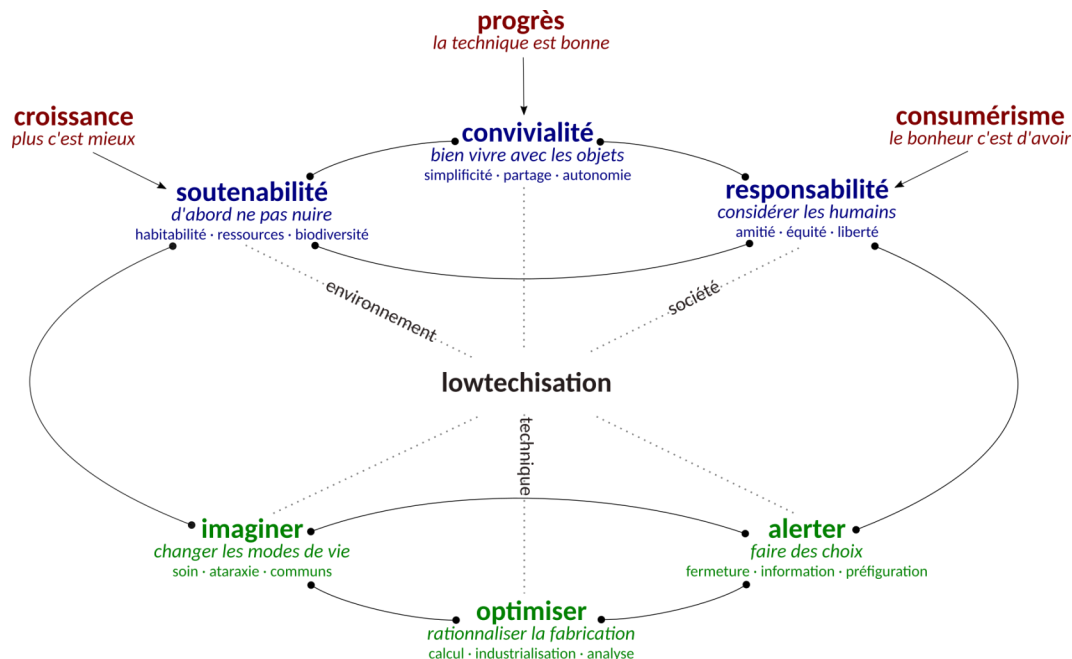 progrès
la technique est bonne
croissance
plus c'est mieux
consumérisme
le bonheur c'est d'avoir
convivialité
bien vivre avec les objets
simplificité · partage · autonomie
soutenabilité
d'abord ne pas nuire
habitabilité · ressources · biodiversité
responsabilité
considérer les humains
amitié · équité · liberté
environnement
société
lowtechisation
technique
imaginer
changer les modes de vie
soin · ataraxie · communs
alerter
faire des choix
fermeture · information · préfiguration
optimiser
rationnaliser la fabrication
calcul · industrialisation · analyse